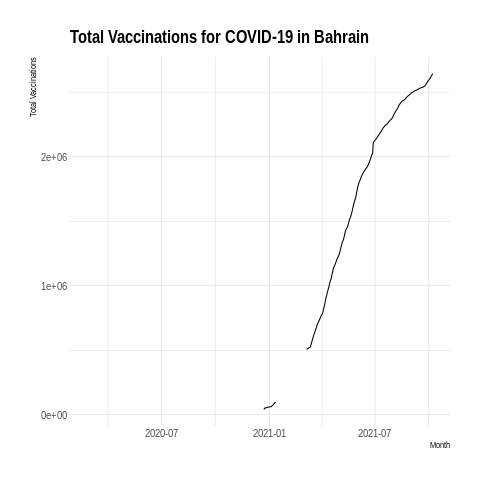 Total Vaccinations for COVID-19 in Bahrain
Total Vaccinations
2e+06
1e+06
0e+00
2020-07 2021-01 2021-07
Month